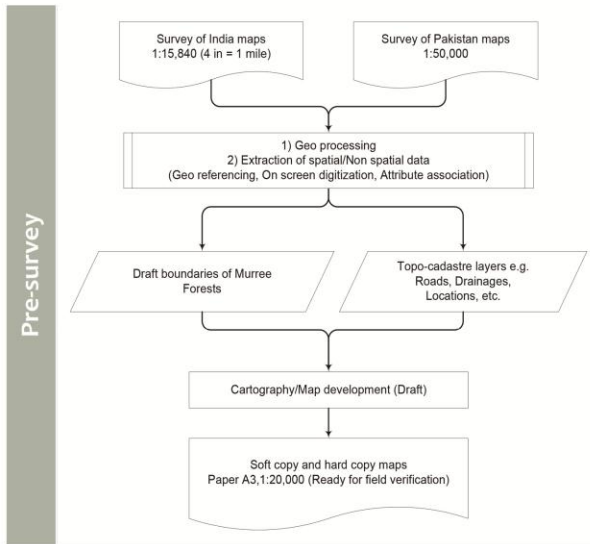 Pre-survey
Survey of India maps
1:15,840 (4 in = 1 mile)
Survey of Pakistan maps
1:50,000
1) Geo processing
2) Extraction of spatial/Non spatial data
(Geo referencing, On screen digitization, Attribute association)
Draft boundaries of Murree
Forests
Topo-cadastre layers e.g.
Roads, Drainages,
Locations, etc.
Cartography/Map development (Draft)
Soft copy and hard copy maps
Paper A3,1:20,000 (Ready for field verification)